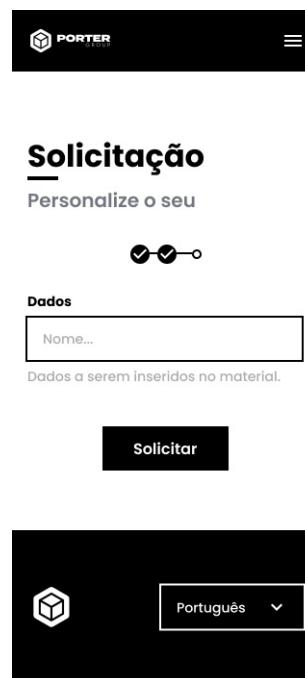 PORTER
GROUP
Solicitação
Personalize o seu
Dados
Nome...
Dados a serem inseridos no material.
Solicitar
Português